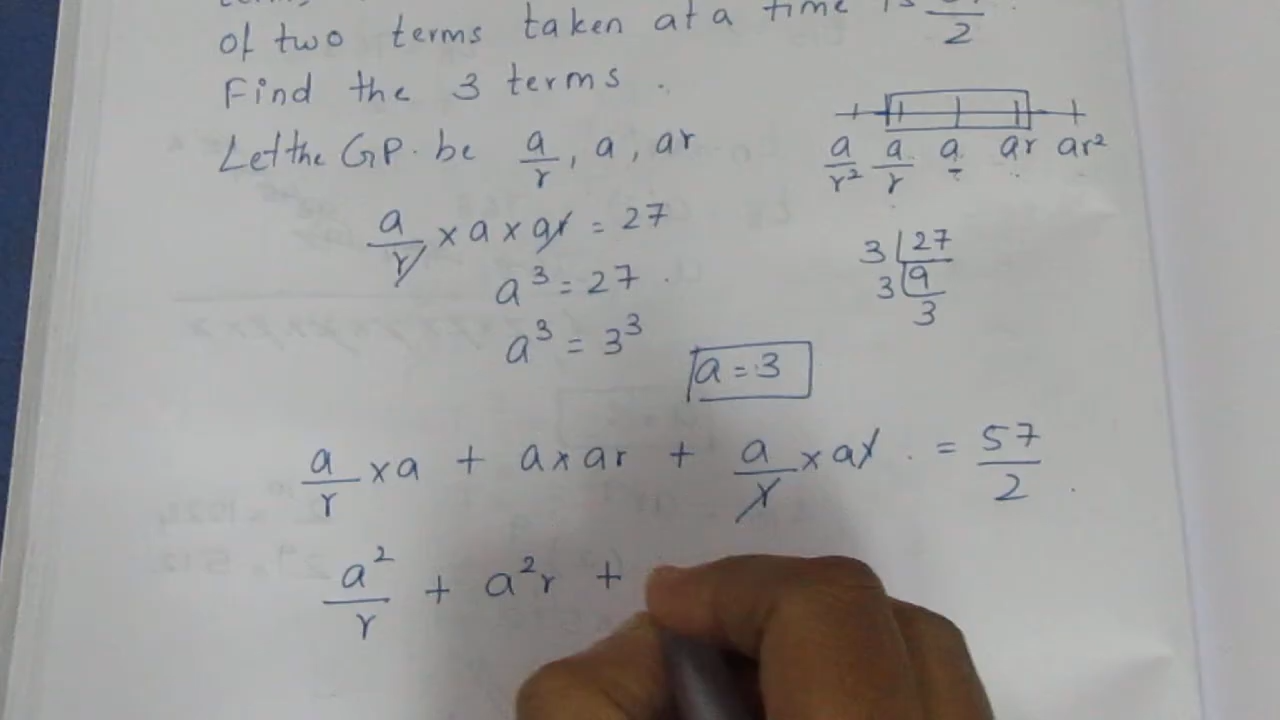 of two terms taken at a time is /2
Find the 3 terms.
Let the GP. be a/r, a, ar
a/r² a/r a ar ar²
a/r × a × ar = 27
3 | 27
3 | 9
3
a³ = 27.
a³ = 3³
a = 3
a/r × a + a × ar + a/r × ar = 57/2.
a²/r + a²r +